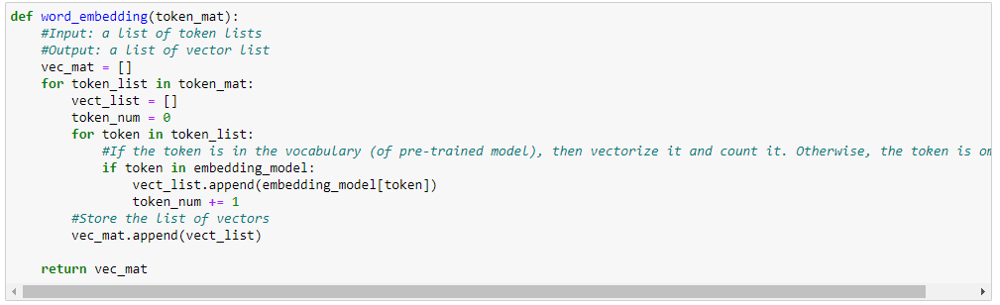 def word_embedding(token_mat):
    #Input: a list of token lists
    #Output: a list of vector list
    vec_mat = []
    for token_list in token_mat:
        vect_list = []
        token_num = 0
        for token in token_list:
            #If the token is in the vocabulary (of pre-trained model), then vectorize it and count it. Otherwise, the token is
            if token in embedding_model:
                vect_list.append(embedding_model[token])
                token_num += 1
        #Store the list of vectors
        vec_mat.append(vect_list)
    return vec_mat